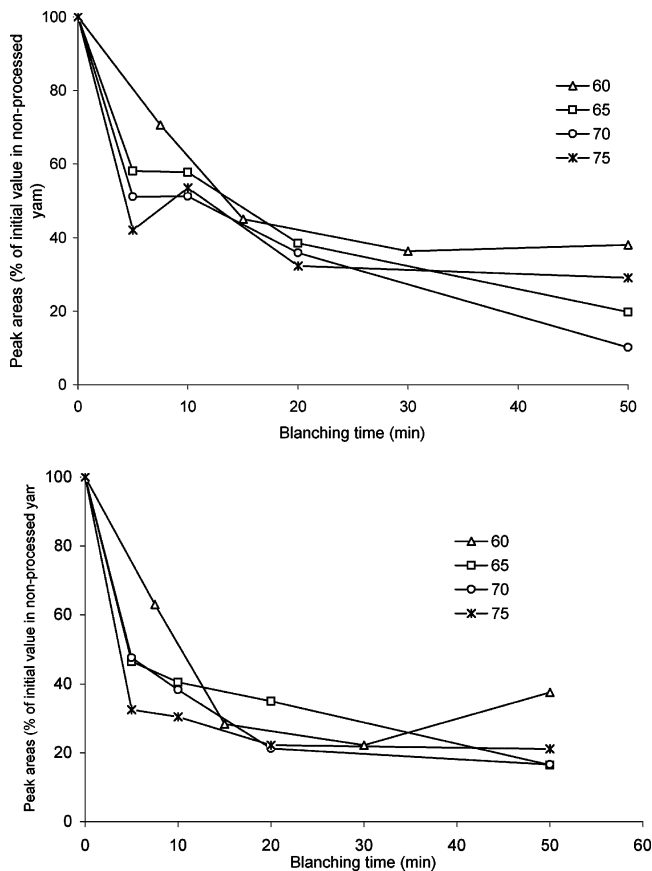 Peak areas (% of initial value in non-processed
yam)
100
80
60
40
20
0
60
65
70
75
0 10 20 30 40 50
Blanching time (min)
Peak areas (% of initial value in non-processed yam
100
80
60
40
20
0
60
65
70
75
0 10 20 30 40 50 60
Blanching time (min)